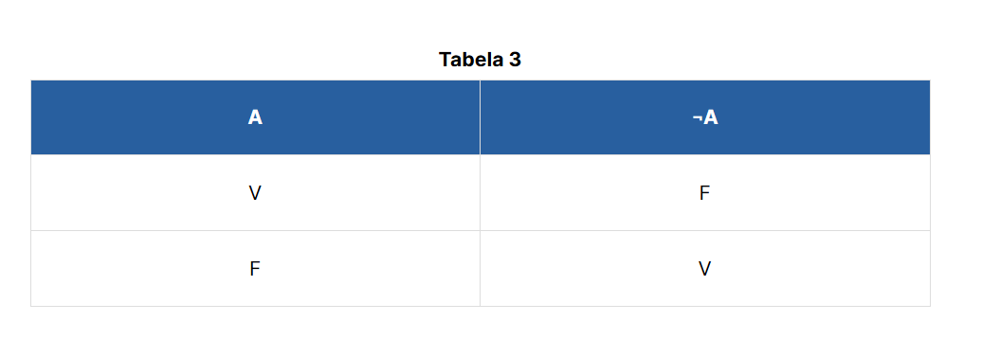 Tabela 3
A ¬A
V F
F V